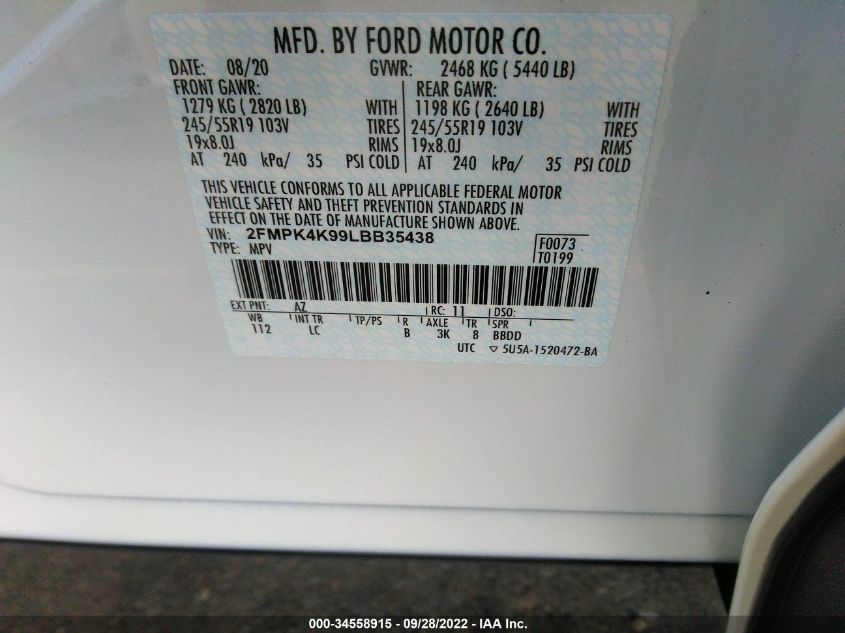 MFD. BY FORD MOTOR CO.
DATE: 08/20 GVWR: 2468 KG ( 5440 LB)
FRONT GAWR: REAR GAWR:
1279 KG ( 2820 LB) WITH 1198 KG ( 2640 LB) WITH
245/55R19 103V TIRES 245/55R19 103V TIRES
19x8.0J RIMS 19x8.0J RIMS
AT 240 kPa/ 35 PSI COLD AT 240 kPa/ 35 PSI COLD
THIS VEHICLE CONFORMS TO ALL APPLICABLE FEDERAL MOTOR
VEHICLE SAFETY AND THEFT PREVENTION STANDARDS IN
EFFECT ON THE DATE OF MANUFACTURE SHOWN ABOVE.
VIN: 2FMPK4K99LBB35438 F0073
TYPE: MPV T0199
EXT PNT: AZ RC: 11 DSO:
WB INT TR TP/PS R AXLE TR SPR
112 LC B 3K 8 BBDD
UTC ▽ 5U5A-1520472-BA
000-34558915 - 09/28/2022 - IAA Inc.